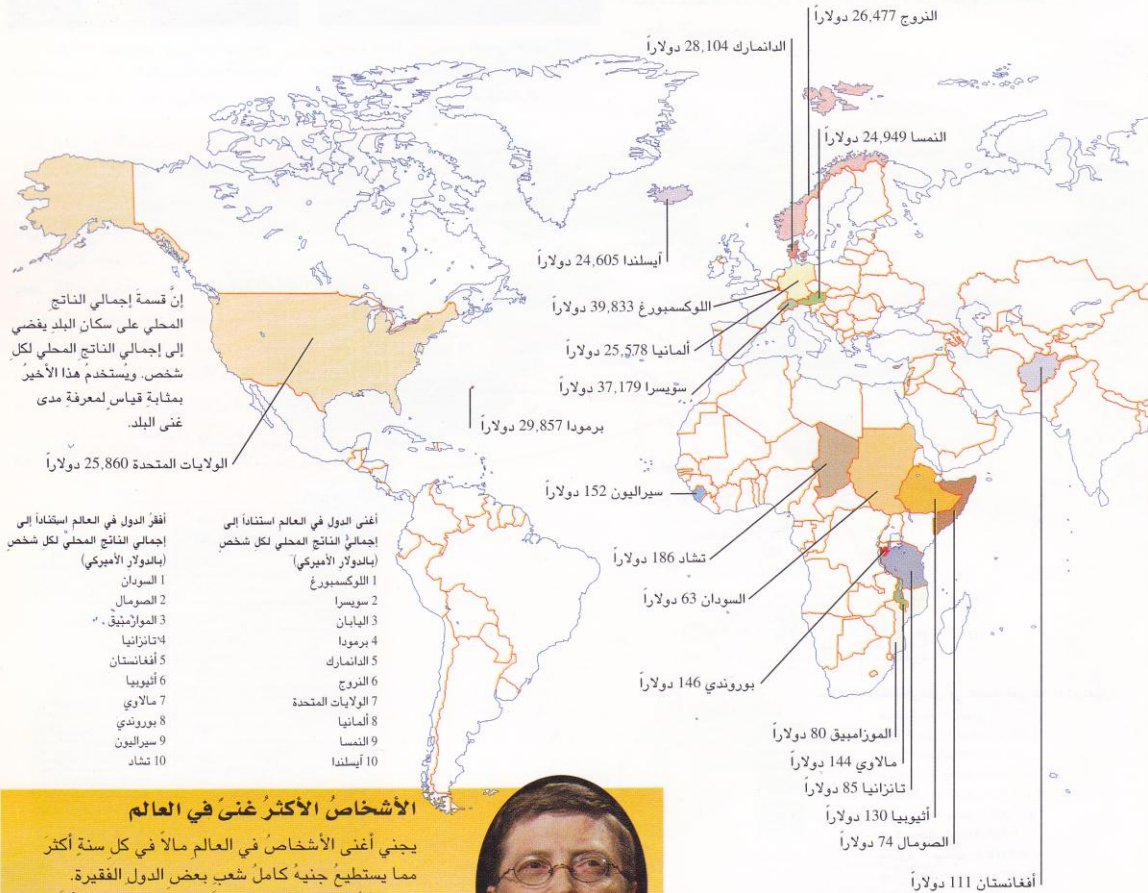 النروج 26,477 دولاراً
الدانمارك 28,104 دولاراً
النمسا 24,949 دولاراً
أيسلندا 24,605 دولاراً
اللوكسمبورغ 39,833 دولاراً
ألمانيا 25,578 دولاراً
سويسرا 37,179 دولاراً
برمودا 29,857 دولاراً
إنَّ قسمةَ إجمالي الناتج
المحلي على سكان البلدِ يفضي
إلى إجمالي الناتجِ المحلي لكلِ
شخص. ويُستخدمُ هذا الأخيرُ
بمثابةِ قياسٍ لمعرفةِ مدى
غنى البلد.
الولايات المتحدة 25,860 دولاراً
سيراليون 152 دولاراً
تشاد 186 دولاراً
السودان 63 دولاراً
بوروندي 146 دولاراً
الموزامبيق 80 دولاراً
مالاوي 144 دولاراً
تانزانيا 85 دولاراً
أثيوبيا 130 دولاراً
الصومال 74 دولاراً
أفغانستان 111 دولاراً
أغنى الدول في العالم استناداً إلى
إجماليّ الناتج المحلي لكل شخص
(بالدولار الأميركي)
1 اللوكسمبورغ
2 سويسرا
3 اليابان
4 برمودا
5 الدانمارك
6 النروج
7 الولايات المتحدة
8 ألمانيا
9 النمسا
10 أيسلندا
أفقرُ الدول في العالم استناداً إلى
إجمالي الناتج المحليّ لكل شخص
(بالدولار الأميركي)
1 السودان
2 الصومال
3 الموازمبيق
4 تانزانيا
5 أفغانستان
6 أثيوبيا
7 مالاوي
8 بوروندي
9 سيراليون
10 تشاد
الأشخاصُ الأكثرُ غنىً في العالم
يجني أغنى الأشخاصُ في العالمِ مالاً في كلِ سنةٍ أكثرَ
مما يستطيعُ جنيهُ كاملُ شعبِ بعضِ الدولِ الفقيرة.